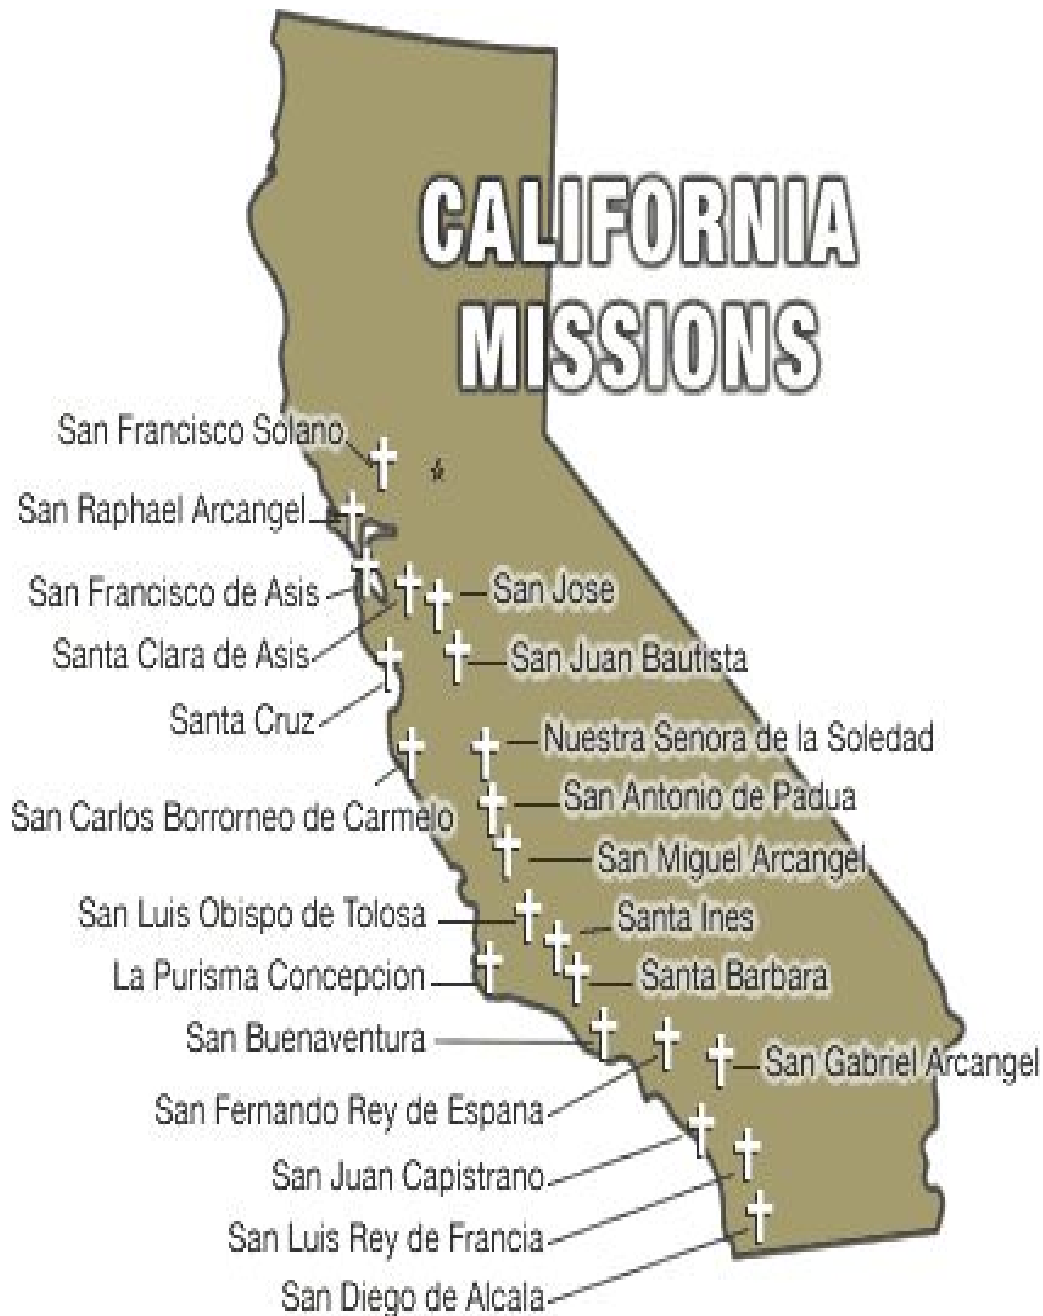 CALIFORNIA
MISSIONS
San Francisco Solano
San Raphael Arcangel
San Francisco de Asis
San Jose
Santa Clara de Asis
San Juan Bautista
Santa Cruz
Nuestra Senora de la Soledad
San Antonio de Padua
San Carlos Borrorneo de Carmelo
San Miguel Arcangel
San Luis Obispo de Tolosa
Santa Ines
La Purisma Concepcion
Santa Barbara
San Buenaventura
San Gabriel Arcangel
San Fernando Rey de Espana
San Juan Capistrano
San Luis Rey de Francia
San Diego de Alcala